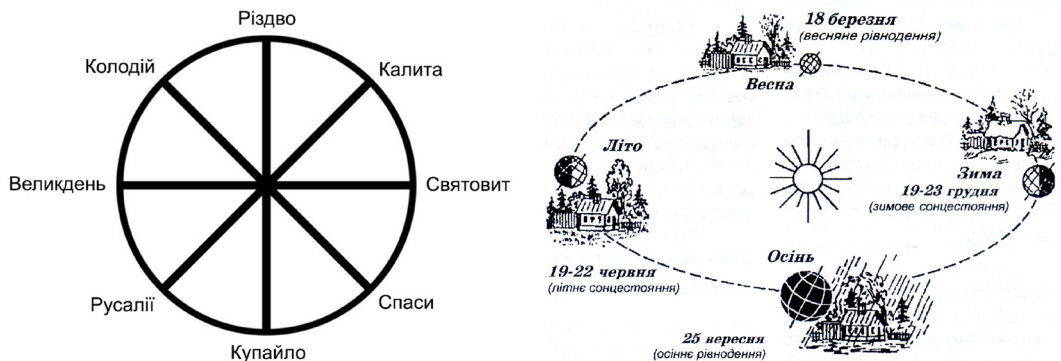 Різдво
Колодій
Калита
Великдень
Святовит
Русалії
Спаси
Купайло
18 березня
(весняне рівнодення)
Весна
Літо
Зима
19-23 грудня
(зимове сонцестояння)
Осінь
19-22 червня
(літнє сонцестояння)
25 вересня
(осіннє рівнодення)